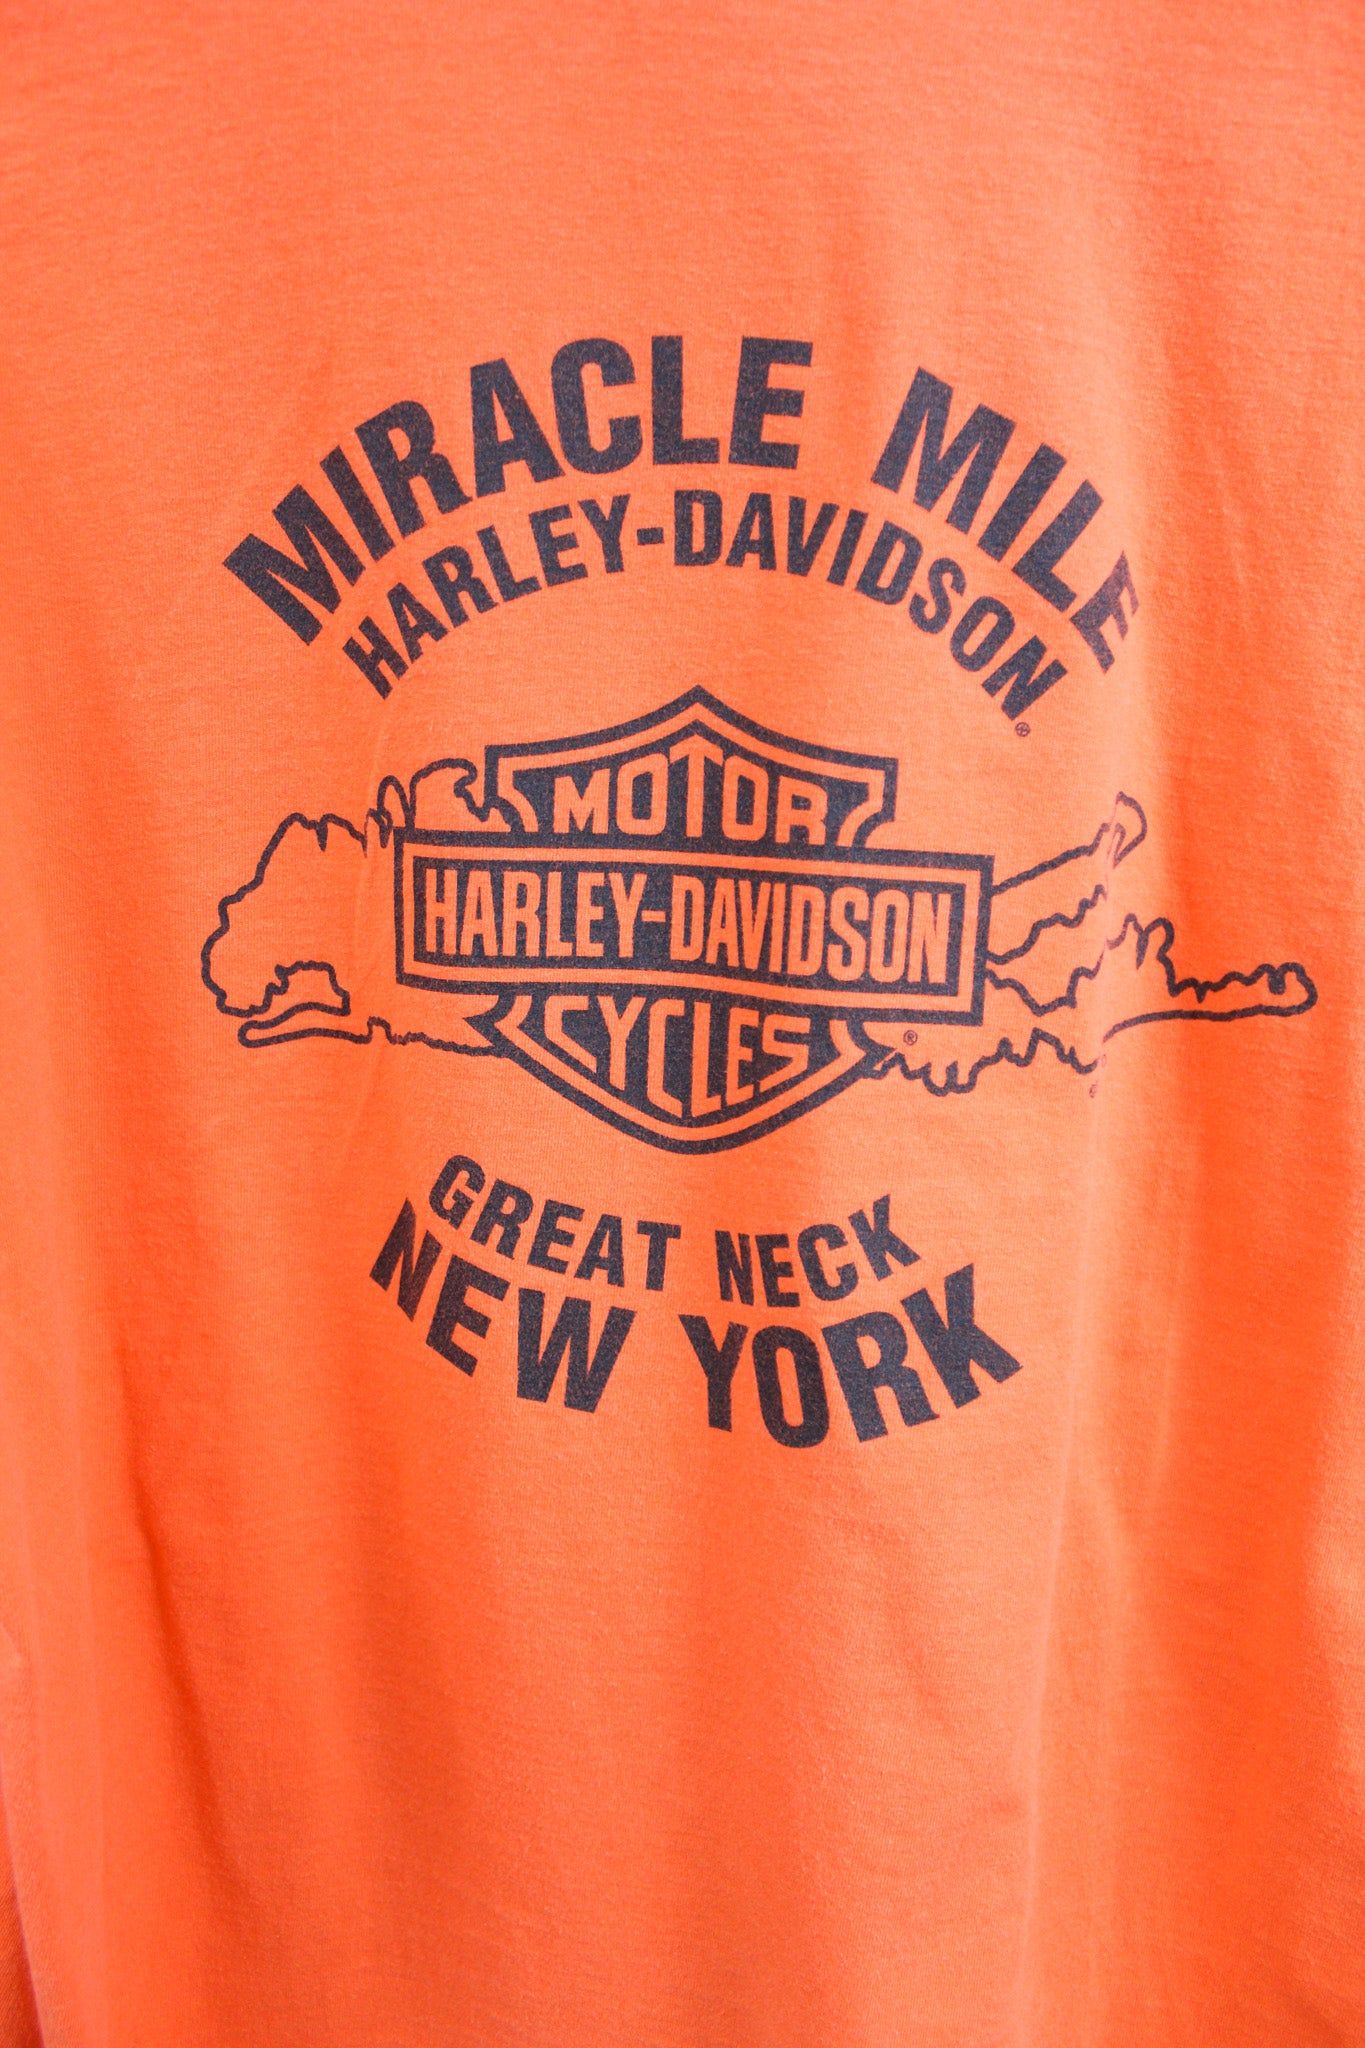 MIRACLE MILE
HARLEY-DAVIDSON®
MOTOR
HARLEY-DAVIDSON
CYCLES
®
GREAT NECK
NEW YORK